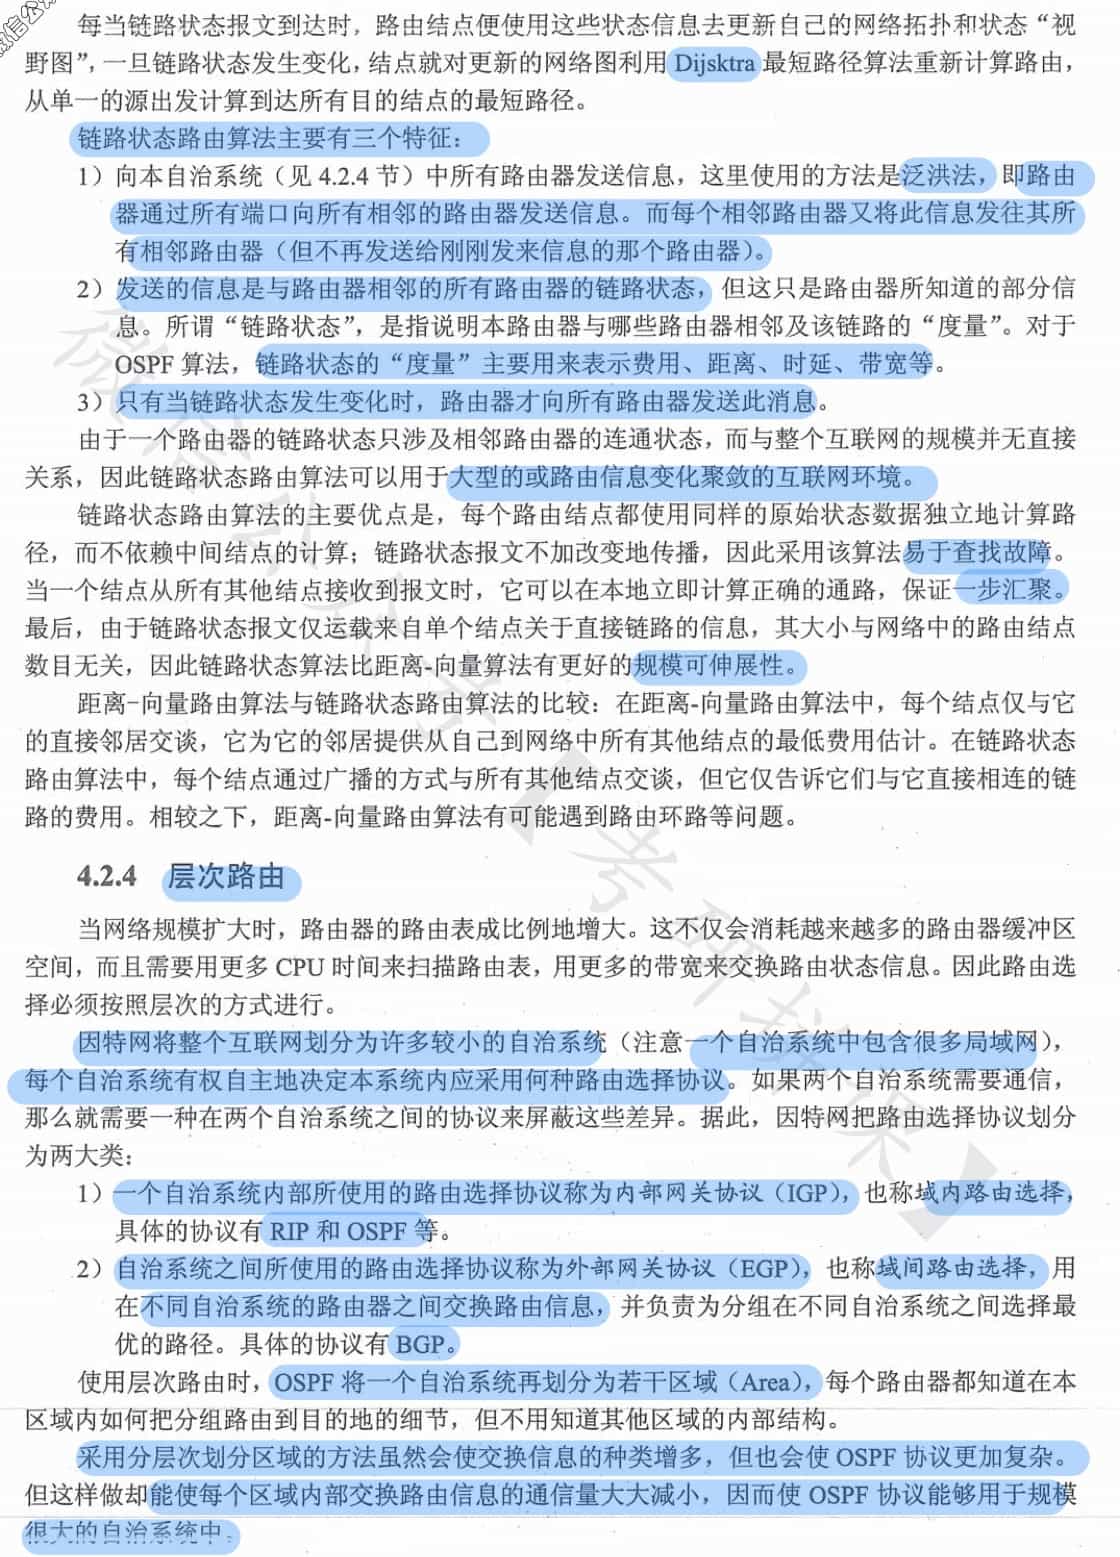 每当链路状态报文到达时，路由结点便使用这些状态信息去更新自己的网络拓扑和状态“视
野图”，一旦链路状态发生变化，结点就对更新的网络图利用 Dijsktra 最短路径算法重新计算路由，
从单一的源出发计算到达所有目的结点的最短路径。
链路状态路由算法主要有三个特征：
1）向本自治系统（见 4.2.4 节）中所有路由器发送信息，这里使用的方法是泛洪法，即路由
器通过所有端口向所有相邻的路由器发送信息。而每个相邻路由器又将此信息发往其所
有相邻路由器（但不再发送给刚刚发来信息的那个路由器）。
2）发送的信息是与路由器相邻的所有路由器的链路状态，但这只是路由器所知道的部分信
息。所谓“链路状态”，是指说明本路由器与哪些路由器相邻及该链路的“度量”。对于
OSPF 算法，链路状态的“度量”主要用来表示费用、距离、时延、带宽等。
3）只有当链路状态发生变化时，路由器才向所有路由器发送此消息。
由于一个路由器的链路状态只涉及相邻路由器的连通状态，而与整个互联网的规模并无直接
关系，因此链路状态路由算法可以用于大型的或路由信息变化聚敛的互联网环境。
链路状态路由算法的主要优点是，每个路由结点都使用同样的原始状态数据独立地计算路
径，而不依赖中间结点的计算；链路状态报文不加改变地传播，因此采用该算法易于查找故障。
当一个结点从所有其他结点接收到报文时，它可以在本地立即计算正确的通路，保证一步汇聚。
最后，由于链路状态报文仅运载来自单个结点关于直接链路的信息，其大小与网络中的路由结点
数目无关，因此链路状态算法比距离-向量算法有更好的规模可伸展性。
距离-向量路由算法与链路状态路由算法的比较：在距离-向量路由算法中，每个结点仅与它
的直接邻居交谈，它为它的邻居提供从自己到网络中所有其他结点的最低费用估计。在链路状态
路由算法中，每个结点通过广播的方式与所有其他结点交谈，但它仅告诉它们与它直接相连的链
路的费用。相较之下，距离-向量路由算法有可能遇到路由环路等问题。
4.2.4 层次路由
当网络规模扩大时，路由器的路由表成比例地增大。这不仅会消耗越来越多的路由器缓冲区
空间，而且需要用更多 CPU 时间来扫描路由表，用更多的带宽来交换路由状态信息。因此路由选
择必须按照层次的方式进行。
因特网将整个互联网划分为许多较小的自治系统（注意一个自治系统中包含很多局域网），
每个自治系统有权自主地决定本系统内应采用何种路由选择协议。如果两个自治系统需要通信，
那么就需要一种在两个自治系统之间的协议来屏蔽这些差异。据此，因特网把路由选择协议划分
为两大类：
1）一个自治系统内部所使用的路由选择协议称为内部网关协议（IGP），也称域内路由选择，
具体的协议有 RIP 和 OSPF 等。
2）自治系统之间所使用的路由选择协议称为外部网关协议（EGP），也称域间路由选择，用
在不同自治系统的路由器之间交换路由信息，并负责为分组在不同自治系统之间选择最
优的路径。具体的协议有 BGP。
使用层次路由时，OSPF 将一个自治系统再划分为若干区域（Area），每个路由器都知道在本
区域内如何把分组路由到目的地的细节，但不用知道其他区域的内部结构。
采用分层次划分区域的方法虽然会使交换信息的种类增多，但也会使 OSPF 协议更加复杂。
但这样做却能使每个区域内部交换路由信息的通信量大大减小，因而使 OSPF 协议能够用于规模
很大的自治系统中。